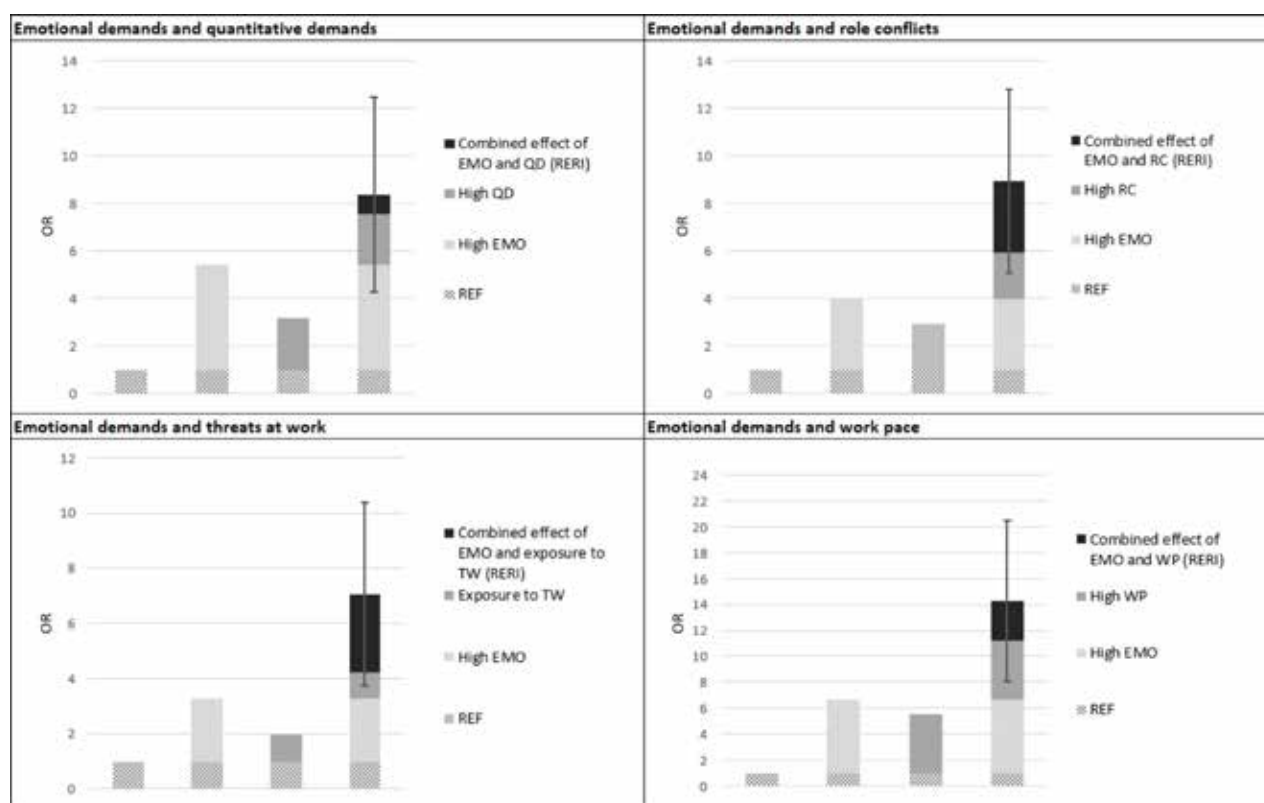 Emotional demands and quantitative demands
14
12
10
8
6
4
2
0
OR
Combined effect of
EMO and QD (RERI)
High QD
High EMO
REF
Emotional demands and role conflicts
14
12
10
8
6
4
2
0
OR
Combined effect of
EMO and RC (RERI)
High RC
High EMO
REF
Emotional demands and threats at work
12
10
8
6
4
2
0
OR
Combined effect of
EMO and exposure to
TW (RERI)
Exposure to TW
High EMO
REF
Emotional demands and work pace
24
22
20
18
16
14
12
10
8
6
4
2
0
OR
Combined effect of
EMO and WP (RERI)
High WP
High EMO
REF